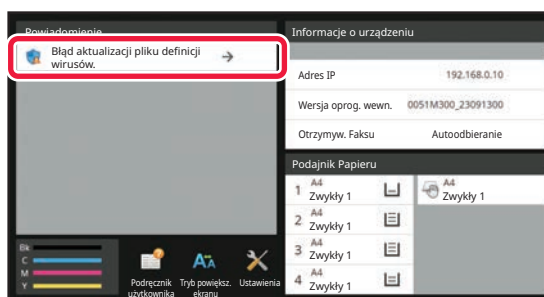 Powiadomienie
Błąd aktualizacji pliku definicji
wirusów.
Informacje o urządzeniu
Adres IP 192.168.0.10
Wersja oprog. wewn. 0051M300_23091300
Otrzymyw. Faksu Autoodbieranie
Podajnik Papieru
1 A4
Zwykły 1
A4
Zwykły 1
2 A4
Zwykły 1
3 A4
Zwykły 1
4 A4
Zwykły 1
Bk
C
M
Y
Podręcznik
użytkownika
Tryb powiększ.
ekranu
Ustawienia